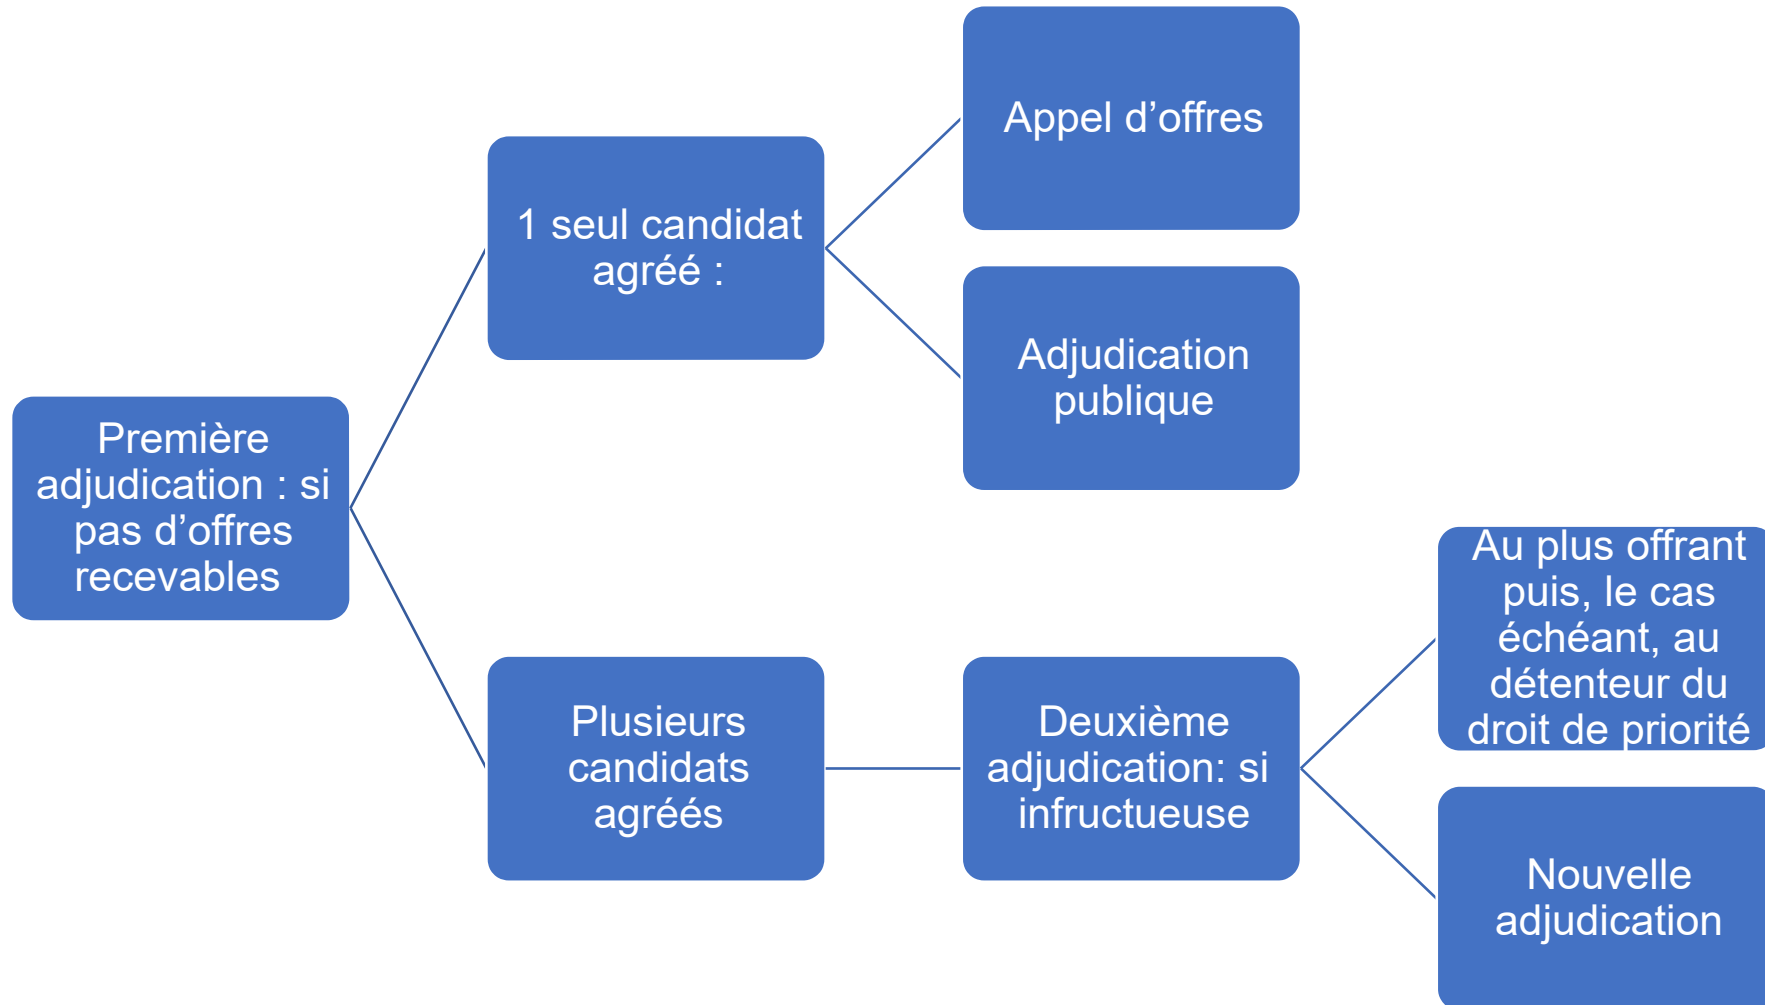 Première
adjudication : si
pas d’offres
recevables
1 seul candidat
agréé :
Appel d’offres
Adjudication
publique
Plusieurs
candidats
agréés
Deuxième
adjudication: si
infructueuse
Au plus offrant
puis, le cas
échéant, au
détenteur du
droit de priorité
Nouvelle
adjudication